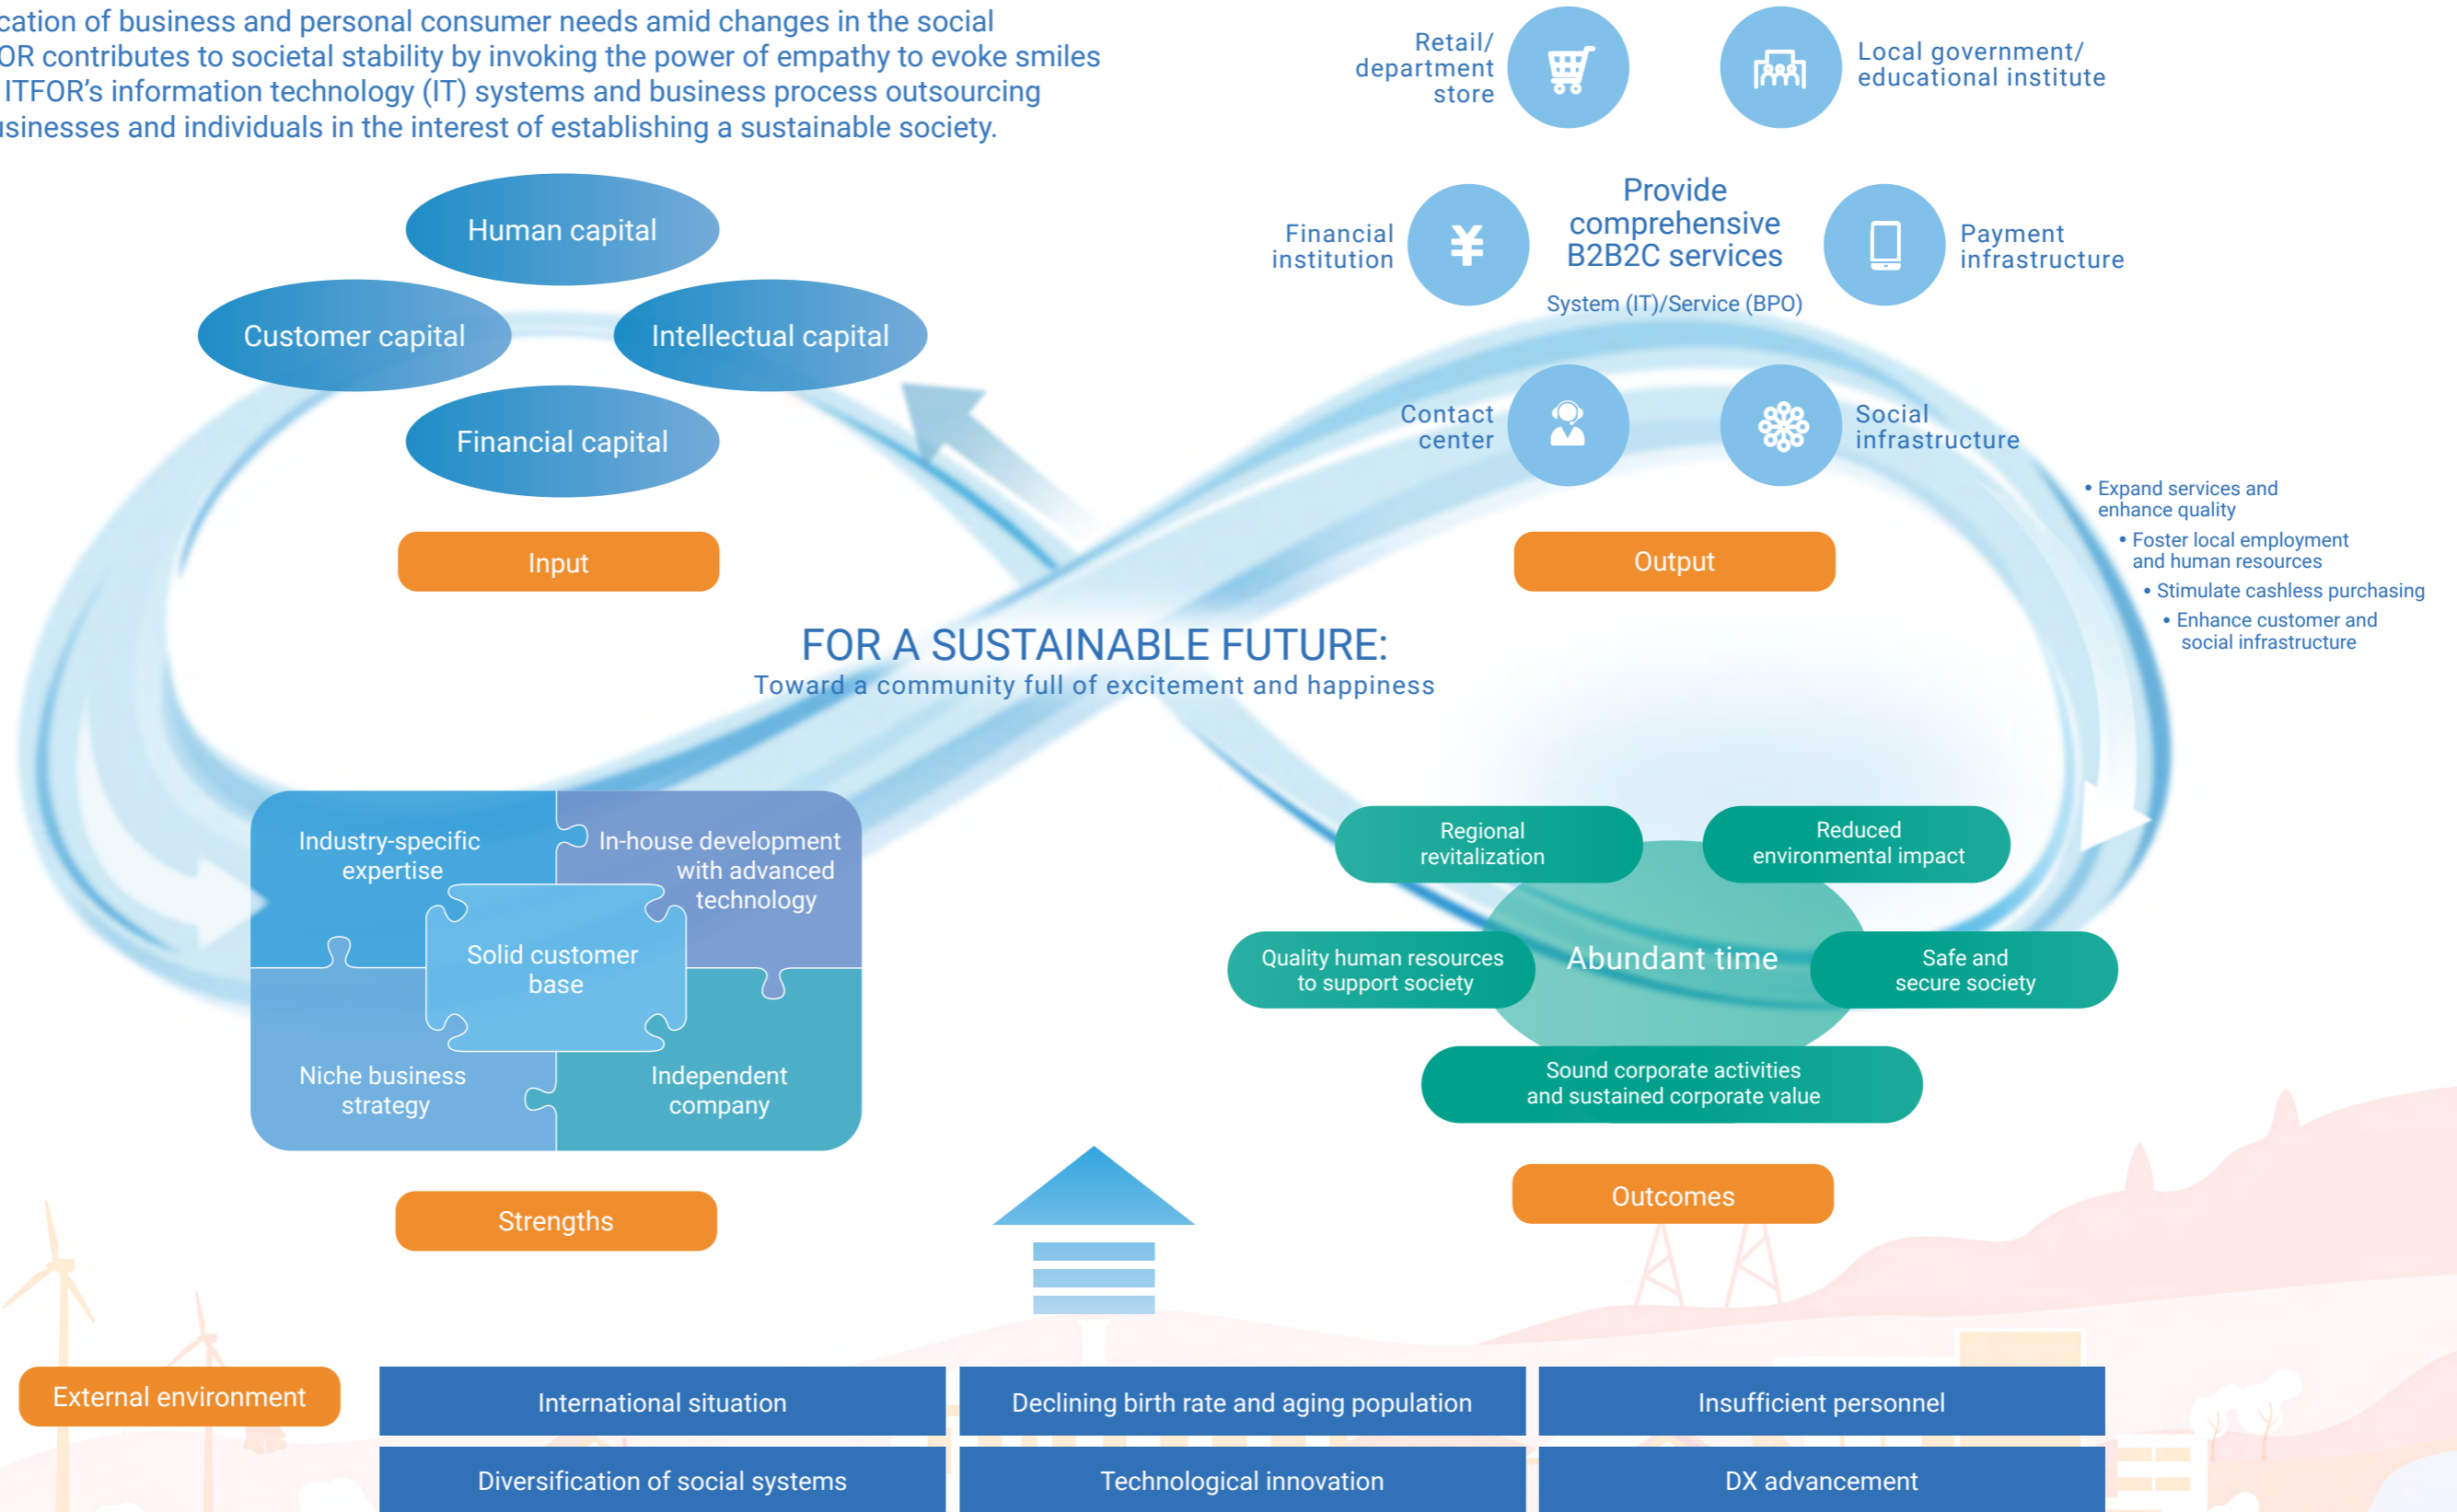 cation of business and personal consumer needs amid changes in the social
OR contributes to societal stability by invoking the power of empathy to evoke smiles
ITFOR's information technology (IT) systems and business process outsourcing
usinesses and individuals in the interest of establishing a sustainable society.
Human capital
Customer capital
Intellectual capital
Financial capital
Input
Retail/
department
store
Local government/
educational institute
Financial
institution
¥
Provide
comprehensive
B2B2C services
System (IT)/Service (BPO)
Payment
infrastructure
Contact
center
Social
infrastructure
Output
• Expand services and
enhance quality
• Foster local employment
and human resources
• Stimulate cashless purchasing
• Enhance customer and
social infrastructure
FOR A SUSTAINABLE FUTURE:
Toward a community full of excitement and happiness
Industry-specific
expertise
In-house development
with advanced
technology
Solid customer
base
Niche business
strategy
Independent
company
Strengths
Regional
revitalization
Reduced
environmental impact
Quality human resources
to support society
Abundant time
Safe and
secure society
Sound corporate activities
and sustained corporate value
Outcomes
External environment
International situation
Declining birth rate and aging population
Insufficient personnel
Diversification of social systems
Technological innovation
DX advancement